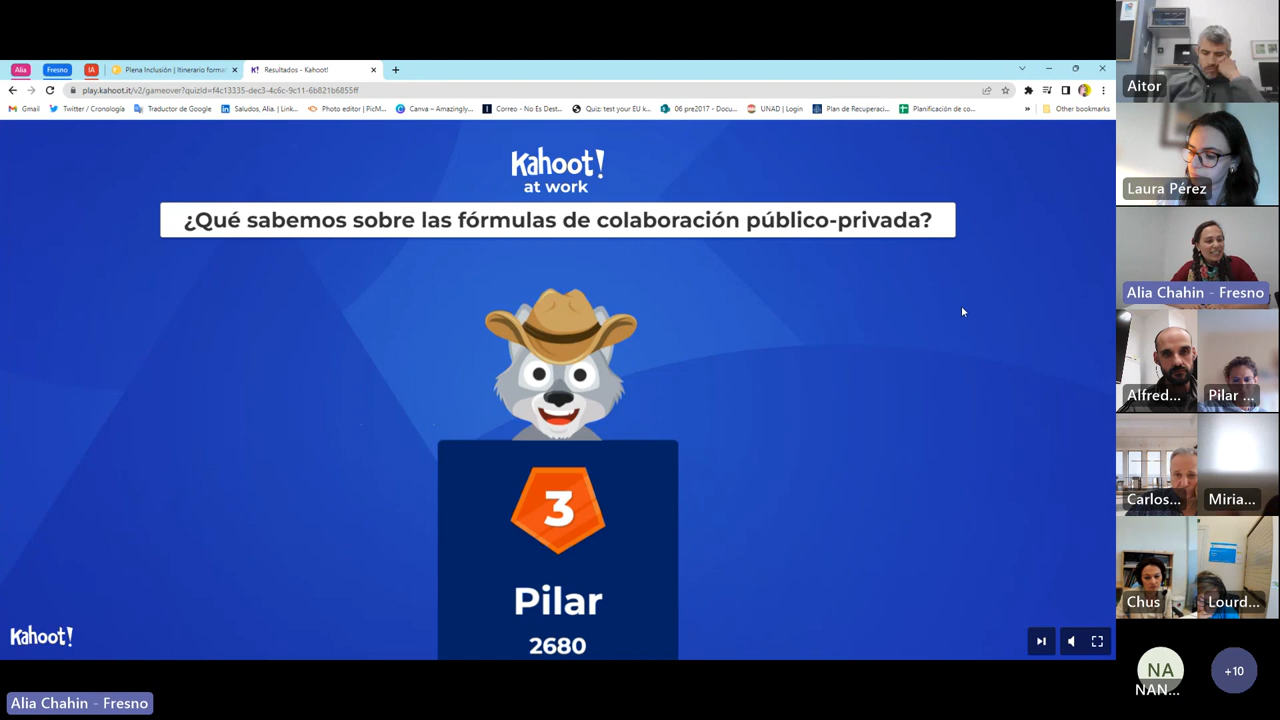 Alia
Fresno
IA
Plena Inclusión | Itinerario forma
K! Resultados - Kahoot!
play.kahoot.it/v2/gameover?quizId=f4c13335-dec3-4c6c-9c11-6b821b6855ff
Gmail
Twitter / Cronología
Traductor de Google
Saludos, Alia. | Link...
Photo editor | PicM...
Canva – Amazingly...
Correo - No Es Dest...
Quiz: test your EU k...
06 pre2017 - Docu...
UNAD | Login
Plan de Recuperaci...
Planificación de co...
Other bookmarks
Kahoot!
at work
¿Qué sabemos sobre las fórmulas de colaboración público-privada?
3
Pilar
2680
Kahoot!
Alia Chahin - Fresno
Aitor
Laura Pérez
Alia Chahin - Fresno
Alfred...
Pilar ...
Carlos...
Miria...
Chus
Lourd...
NA
NAN...
+10